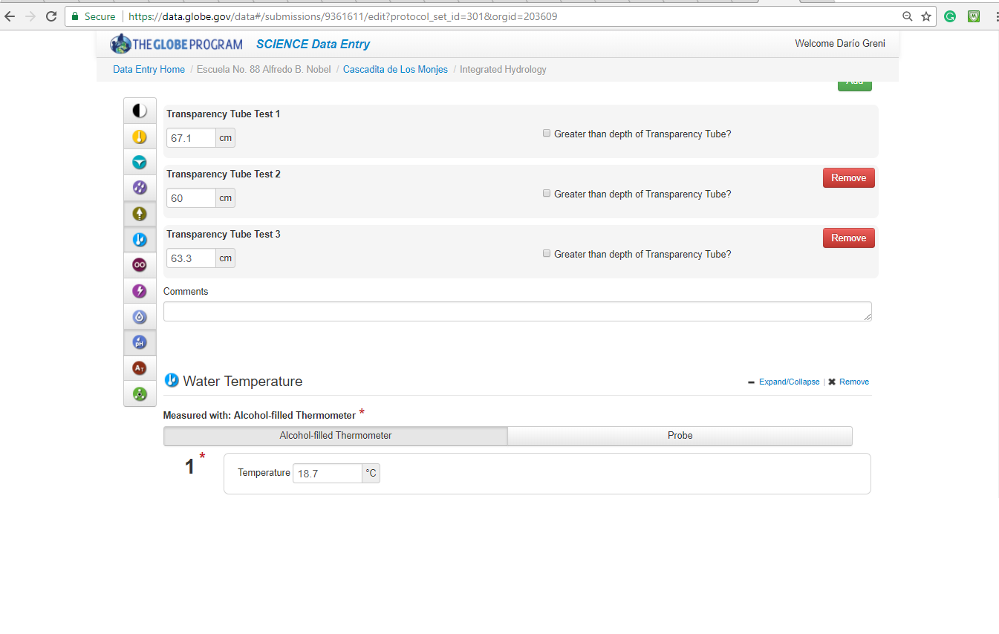 Secure https://data.globe.gov/data#/submissions/9361611/edit?protocol_set_id=301&orgid=203609
THE GLOBE PROGRAM SCIENCE Data Entry Welcome Darío Greni
Data Entry Home / Escuela No. 88 Alfredo B. Nobel / Cascadita de Los Monjes / Integrated Hydrology
Add
Transparency Tube Test 1
67.1 cm Greater than depth of Transparency Tube?
Transparency Tube Test 2 Remove
60 cm Greater than depth of Transparency Tube?
Transparency Tube Test 3 Remove
63.3 cm Greater than depth of Transparency Tube?
Comments
pH
AT
Water Temperature Expand/Collapse | Remove
Measured with: Alcohol-filled Thermometer *
Alcohol-filled Thermometer Probe
1 *
Temperature 18.7 °C